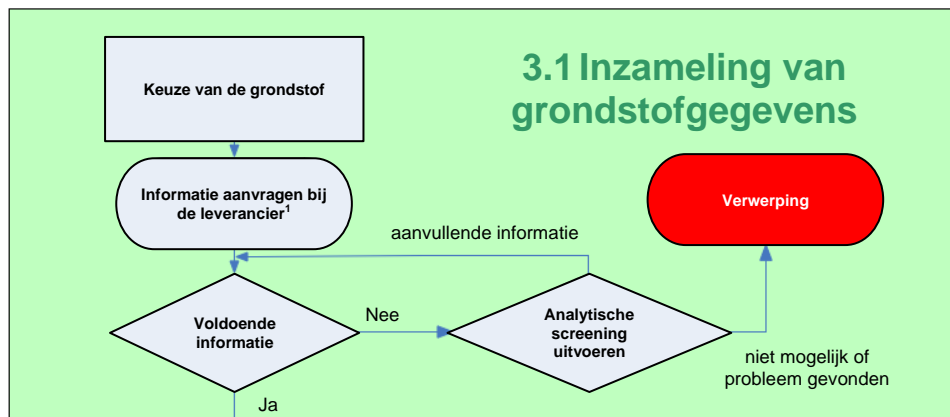 3.1 Inzameling van
grondstofgegevens
Keuze van de grondstof
Informatie aanvragen bij
de leverancier¹
Verwerping
aanvullende informatie
Voldoende
informatie
Nee
Analytische
screening
uitvoeren
niet mogelijk of
probleem gevonden
Ja